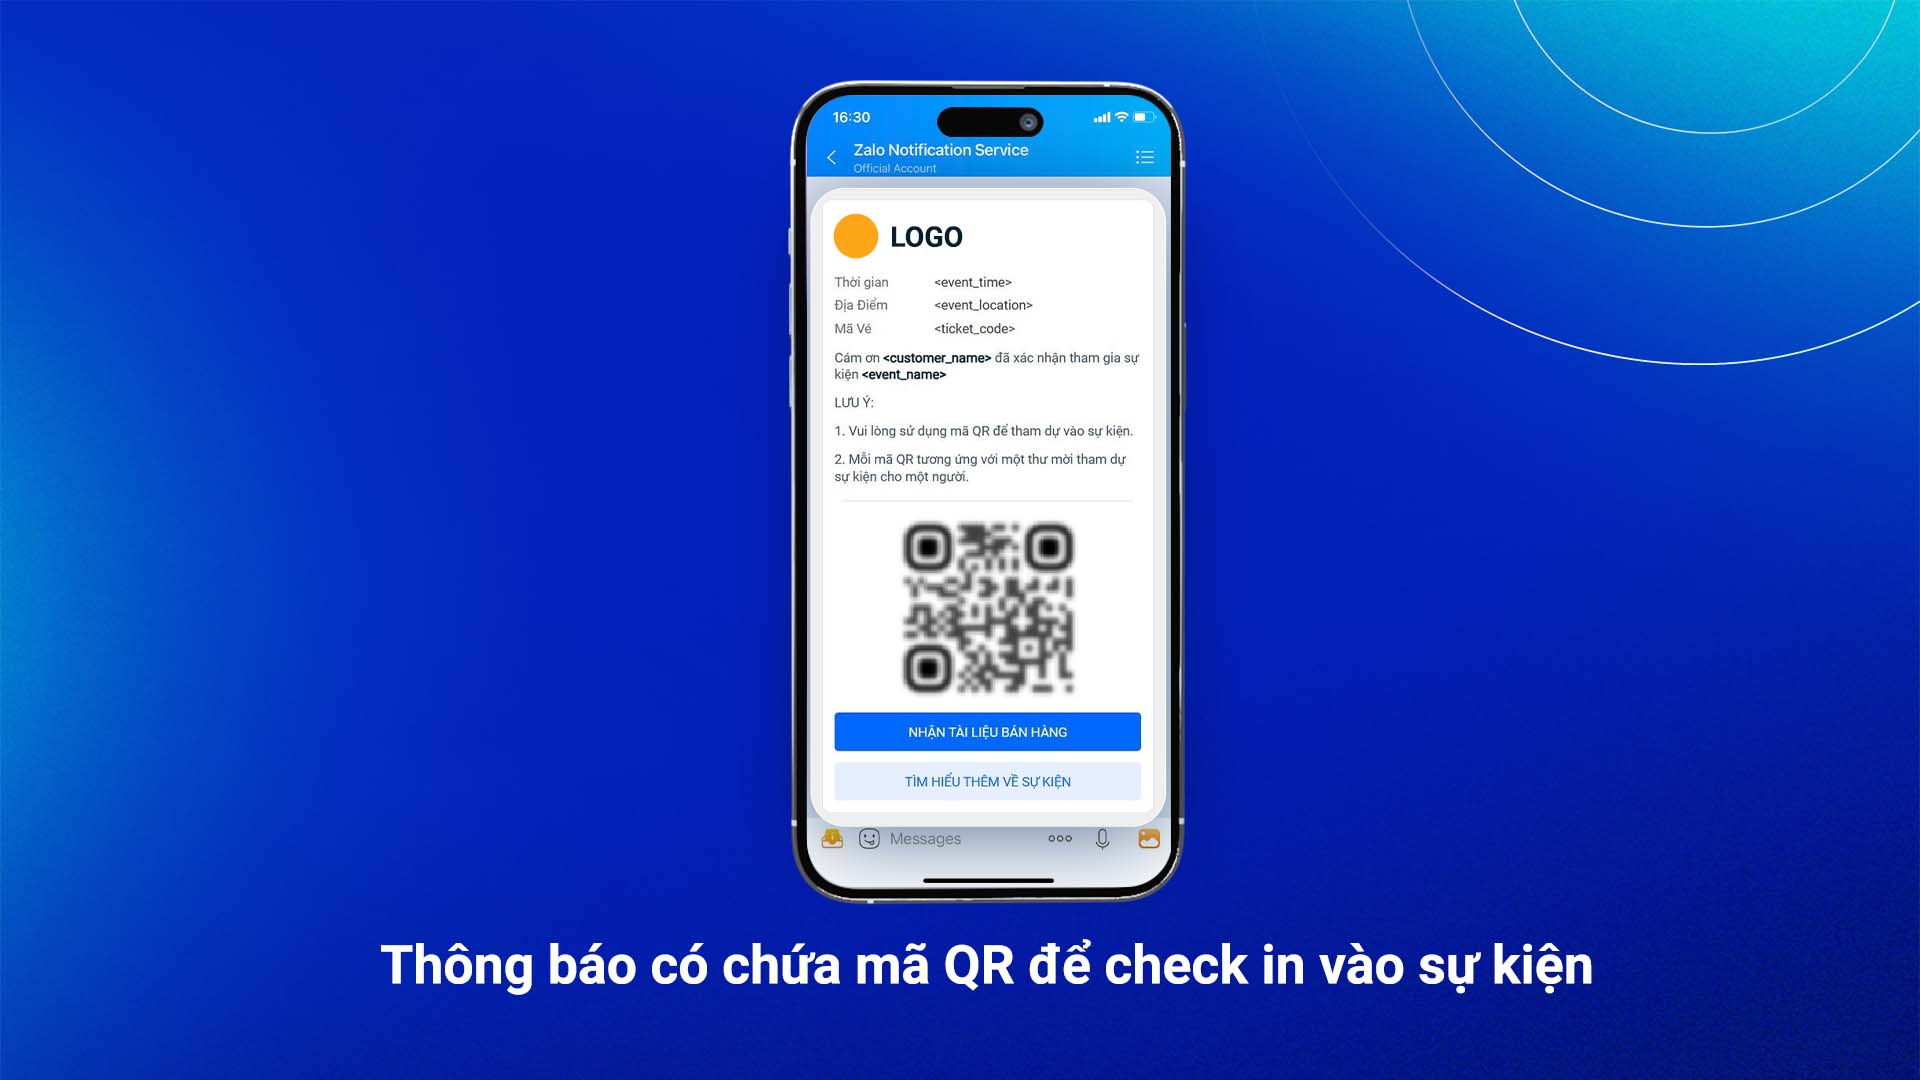 16:30
Zalo Notification Service
Official Account
LOGO
Thời gian <event_time>
Địa Điểm <event_location>
Mã Vé <ticket_code>
Cám ơn <customer_name> đã xác nhận tham gia sự
kiện <event_name>
LƯU Ý:
1. Vui lòng sử dụng mã QR để tham dự vào sự kiện.
2. Mỗi mã QR tương ứng với một thư mời tham dự
sự kiện cho một người.
NHẬN TÀI LIỆU BÁN HÀNG
TÌM HIỂU THÊM VỀ SỰ KIỆN
Messages
Thông báo có chứa mã QR để check in vào sự kiện